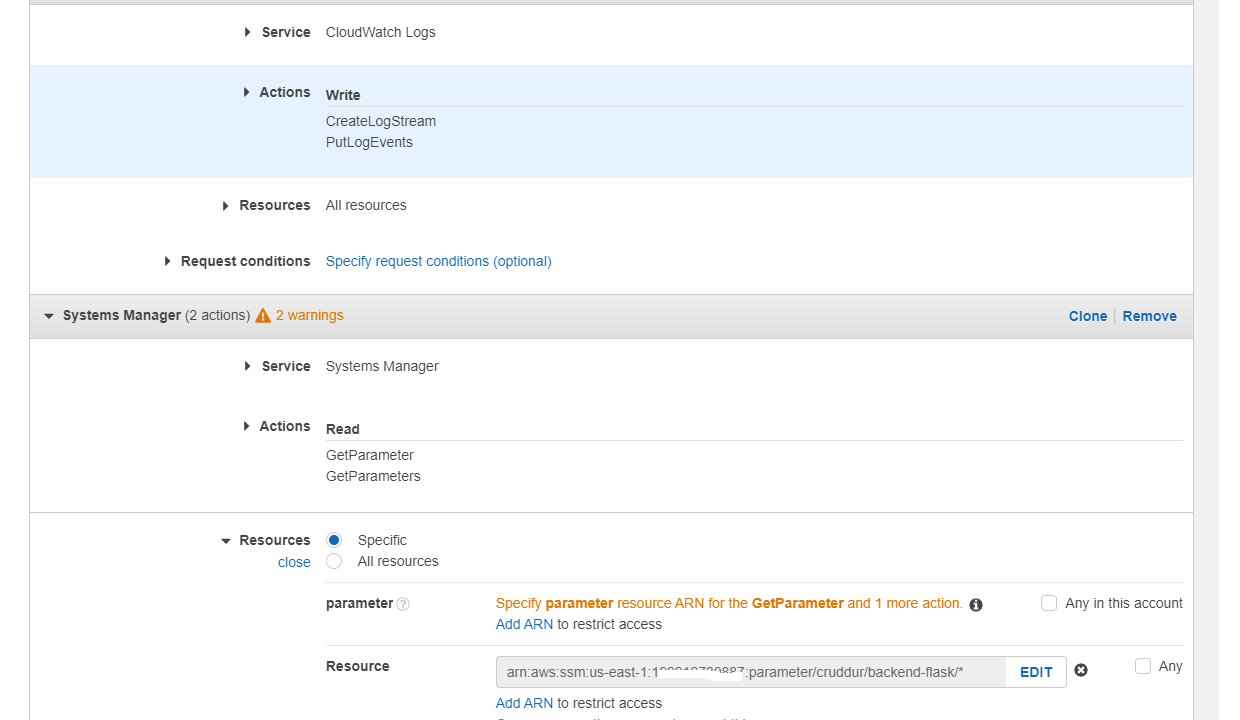 Service CloudWatch Logs
Actions Write
CreateLogStream
PutLogEvents
Resources All resources
Request conditions Specify request conditions (optional)
Systems Manager (2 actions) 2 warnings Clone Remove
Service Systems Manager
Actions Read
GetParameter
GetParameters
Resources Specific
close All resources
parameter Specify parameter resource ARN for the GetParameter and 1 more action. Any in this account
Add ARN to restrict access
Resource arn:aws:ssm:us-east-1: :parameter/cruddur/backend-flask/* EDIT Any
Add ARN to restrict access